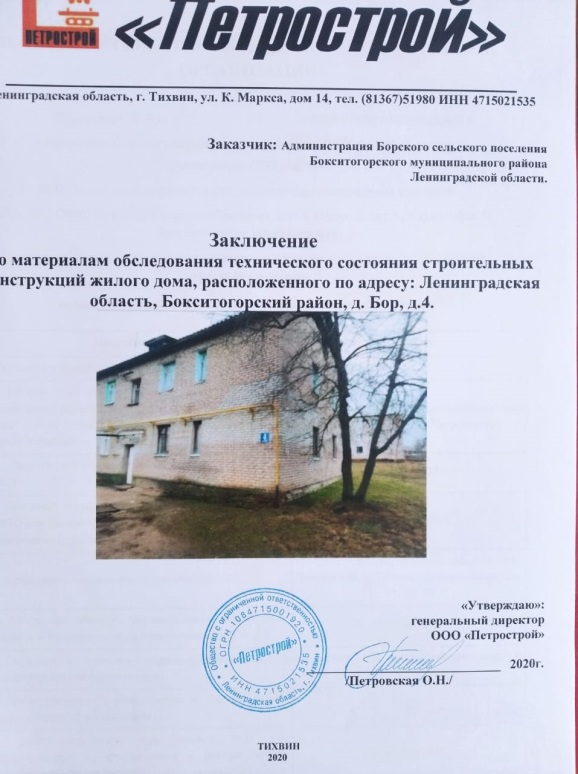 ПЕТРОСТРОЙ
«Петрострой»
Ленинградская область, г. Тихвин, ул. К. Маркса, дом 14, тел. (81367)51980 ИНН 4715021535
Заказчик: Администрация Борского сельского поселения
Бокситогорского муниципального района
Ленинградской области.
Заключение
о материалам обследования технического состояния строительных
нструкций жилого дома, расположенного по адресу: Ленинградская
область, Бокситогорский район, д. Бор, д.4.
4
Общество с ограниченной ответственностью
ОГРН 1084715001920
«Петрострой»
ИНН 4715021535
Ленинградская область, г. Тихвин
«Утверждаю»:
генеральный директор
ООО «Петрострой»
2020г.
/Петровская О.Н./
ТИХВИН
2020